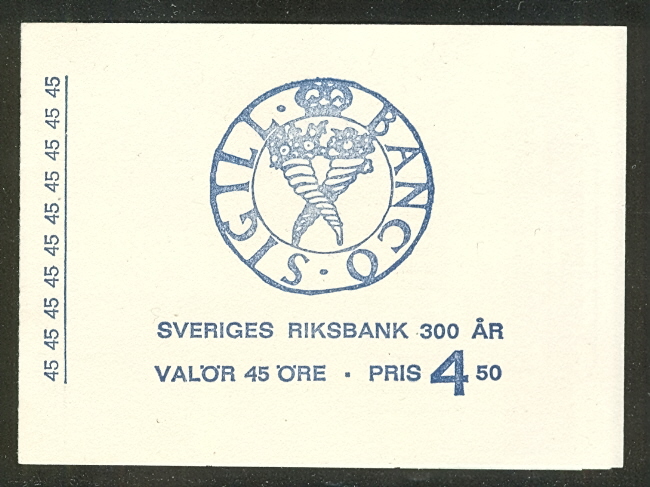 BANCO · SIGILL ·
SVERIGES RIKSBANK 300 ÅR
VALÖR 45 ÖRE · PRIS 4 50
45 45 45 45 45 45 45 45 45 45